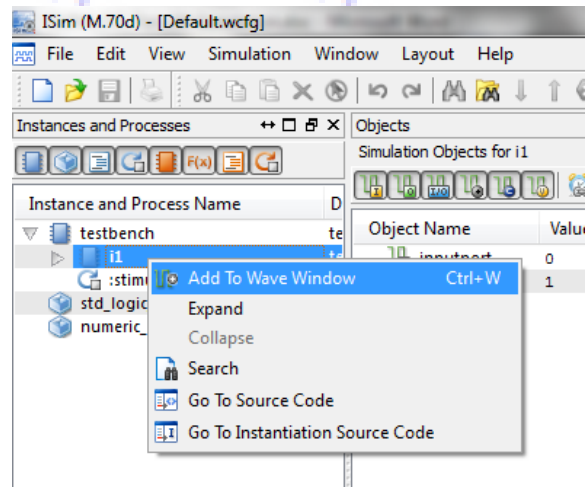 ISim (M.70d) - [Default.wcfg]
File Edit View Simulation Window Layout Help
Instances and Processes
Objects
Simulation Objects for i1
F(x)
I/O
Instance and Process Name D
Object Name Value
testbench te
i1
0
:stimu
1
std_logic
numeric_
Add To Wave Window Ctrl+W
Expand
Collapse
Search
Go To Source Code
Go To Instantiation Source Code